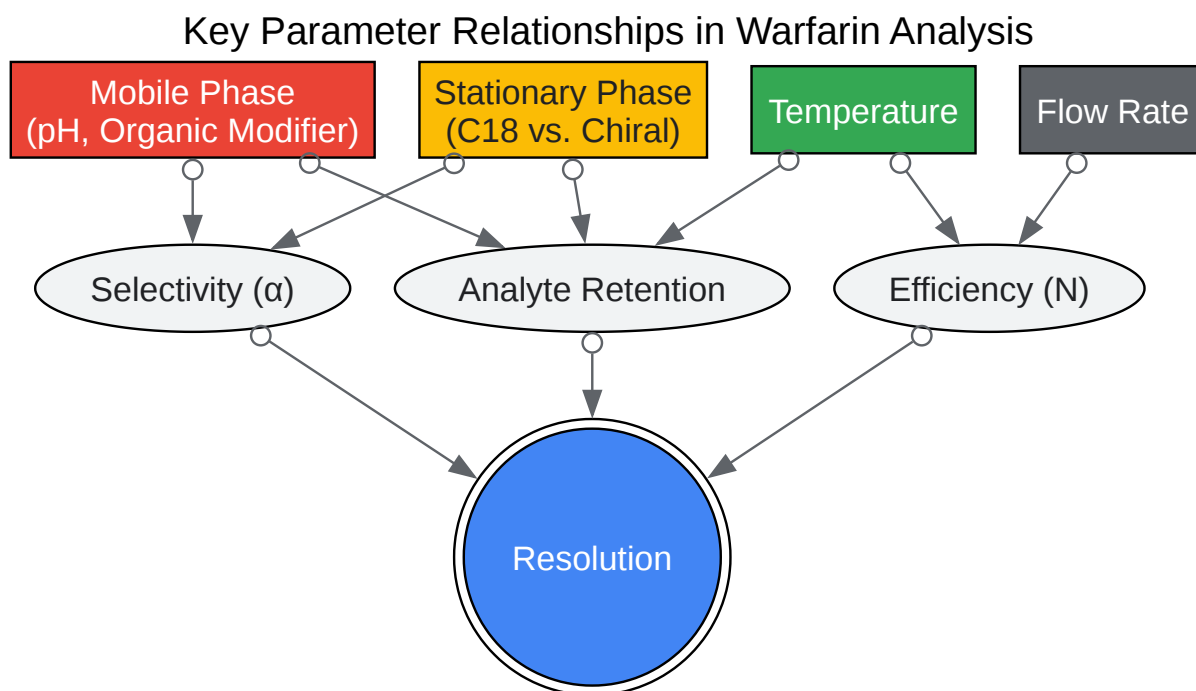 Key Parameter Relationships in Warfarin Analysis
Mobile Phase
(pH, Organic Modifier)
Stationary Phase
(C18 vs. Chiral)
Temperature
Flow Rate
Selectivity (α)
Analyte Retention
Efficiency (N)
Resolution